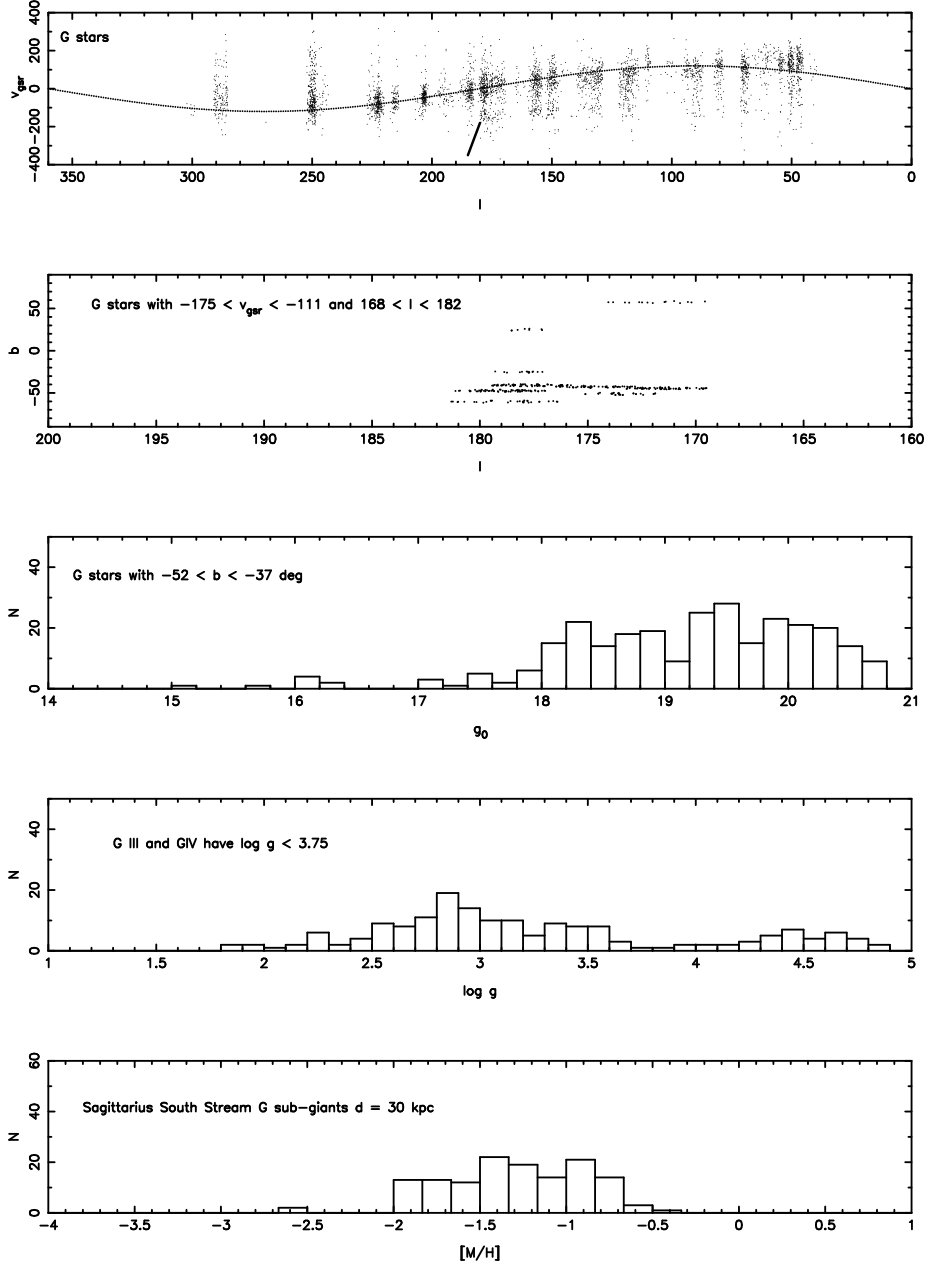 G stars
v_gsr
400
200
0
-200
-400
350 300 250 200 150 100 50 0
l
G stars with -175 < v_gsr < -111 and 168 < l < 182
b
50
0
-50
200 195 190 185 180 175 170 165 160
l
G stars with -52 < b < -37 deg
N
40
20
0
14 15 16 17 18 19 20 21
g_0
G III and GIV have log g < 3.75
N
40
20
0
1 1.5 2 2.5 3 3.5 4 4.5 5
log g
Sagittarius South Stream G sub-giants d = 30 kpc
N
60
40
20
0
-4 -3.5 -3 -2.5 -2 -1.5 -1 -0.5 0 0.5 1
[M/H]